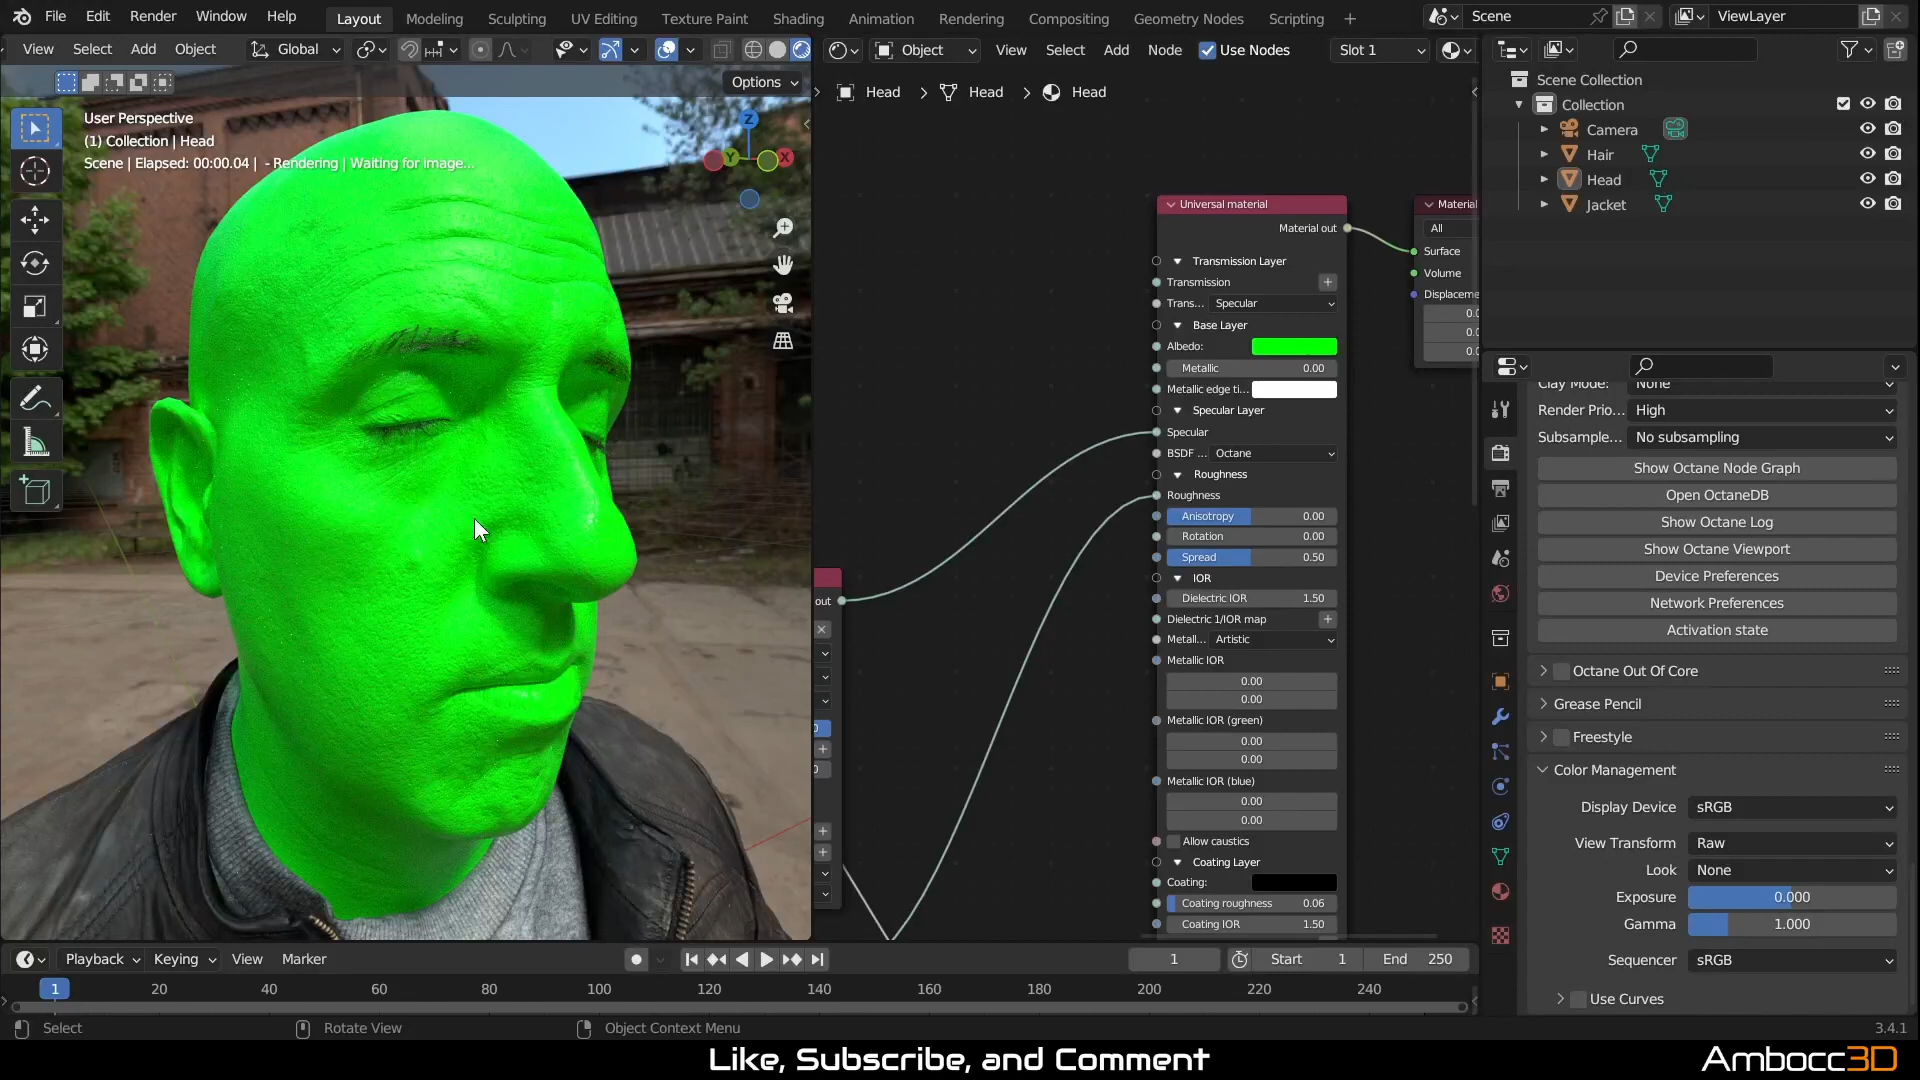 File Edit Render Window Help Layout Modeling Sculpting UV Editing Texture Paint Shading Animation Rendering Compositing Geometry Nodes Scripting Scene ViewLayer
View Select Add Object Global Object View Select Add Node Use Nodes Slot 1
Options
User Perspective
(1) Collection | Head
Scene | Elapsed: 00:00.04 | - Rendering | Waiting for image...
Z
Y
X
Head Head Head
Universal material
Material out
Transmission Layer
Transmission
Trans... Specular
Base Layer
Albedo:
Metallic 0.00
Metallic edge ti...
Specular Layer
Specular
BSDF ... Octane
Roughness
Roughness
Anisotropy 0.00
Rotation 0.00
Spread 0.50
IOR
Dielectric IOR 1.50
Dielectric 1/IOR map
Metall... Artistic
Metallic IOR
0.00
0.00
Metallic IOR (green)
0.00
0.00
Metallic IOR (blue)
0.00
0.00
Allow caustics
Coating Layer
Coating:
Coating roughness 0.06
Coating IOR 1.50
out
Material
All
Surface
Volume
Displaceme
Scene Collection
Collection
Camera
Hair
Head
Jacket
Clay Mode: None
Render Prio... High
Subsample... No subsampling
Show Octane Node Graph
Open OctaneDB
Show Octane Log
Show Octane Viewport
Device Preferences
Network Preferences
Activation state
Octane Out Of Core
Grease Pencil
Freestyle
Color Management
Display Device sRGB
View Transform Raw
Look None
Exposure 0.000
Gamma 1.000
Sequencer sRGB
Use Curves
Playback Keying View Marker 1 Start 1 End 250
1 20 40 60 80 100 120 140 160 180 200 220 240
Select Rotate View Object Context Menu 3.4.1
Like, Subscribe, and Comment
Ambocc3D